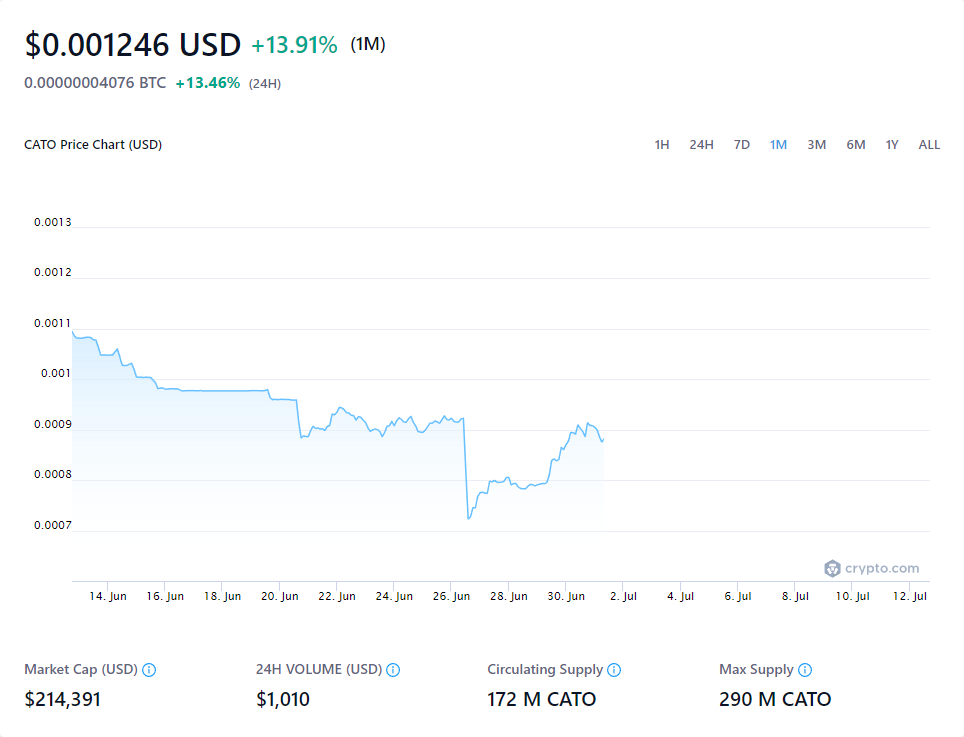 $0.001246 USD +13.91% (1M)
0.00000004076 BTC +13.46% (24H)
CATO Price Chart (USD) 1H 24H 7D 1M 3M 6M 1Y ALL
0.0013
0.0012
0.0011
0.001
0.0009
0.0008
0.0007
crypto.com
14. Jun 16. Jun 18. Jun 20. Jun 22. Jun 24. Jun 26. Jun 28. Jun 30. Jun 2. Jul 4. Jul 6. Jul 8. Jul 10. Jul 12. Jul
Market Cap (USD) 24H VOLUME (USD) Circulating Supply Max Supply
$214,391 $1,010 172 M CATO 290 M CATO